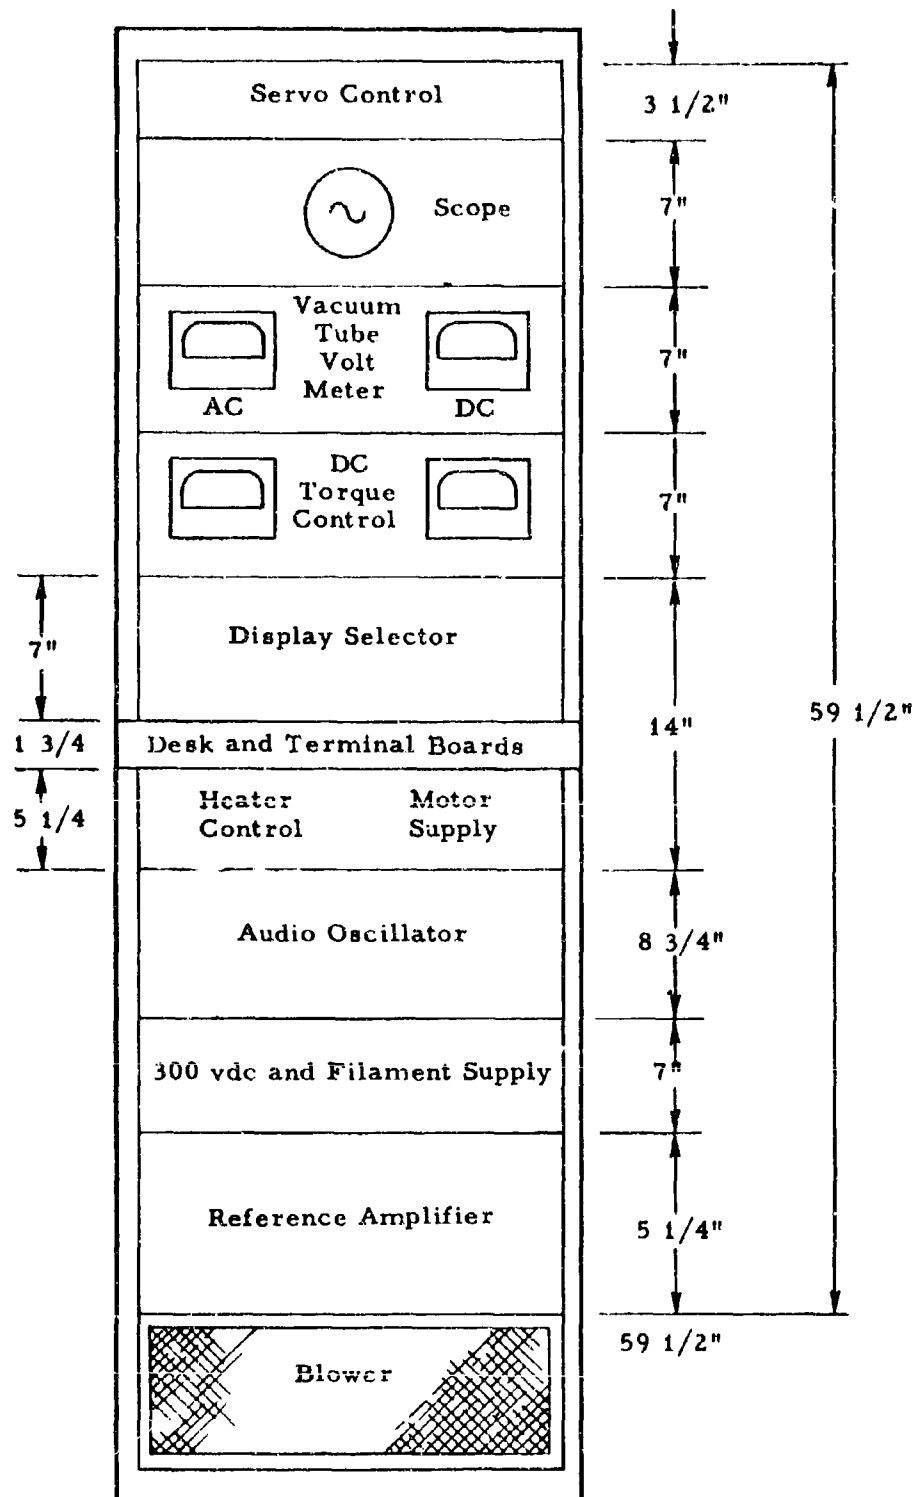 Servo Control
3 1/2"
Scope
7"
Vacuum
Tube
Volt
Meter
AC
DC
7"
DC
Torque
Control
7"
Display Selector
7"
14"
59 1/2"
1 3/4
Desk and Terminal Boards
5 1/4
Heater
Control
Motor
Supply
Audio Oscillator
8 3/4"
300 vdc and Filament Supply
7"
Reference Amplifier
5 1/4"
59 1/2"
Blower